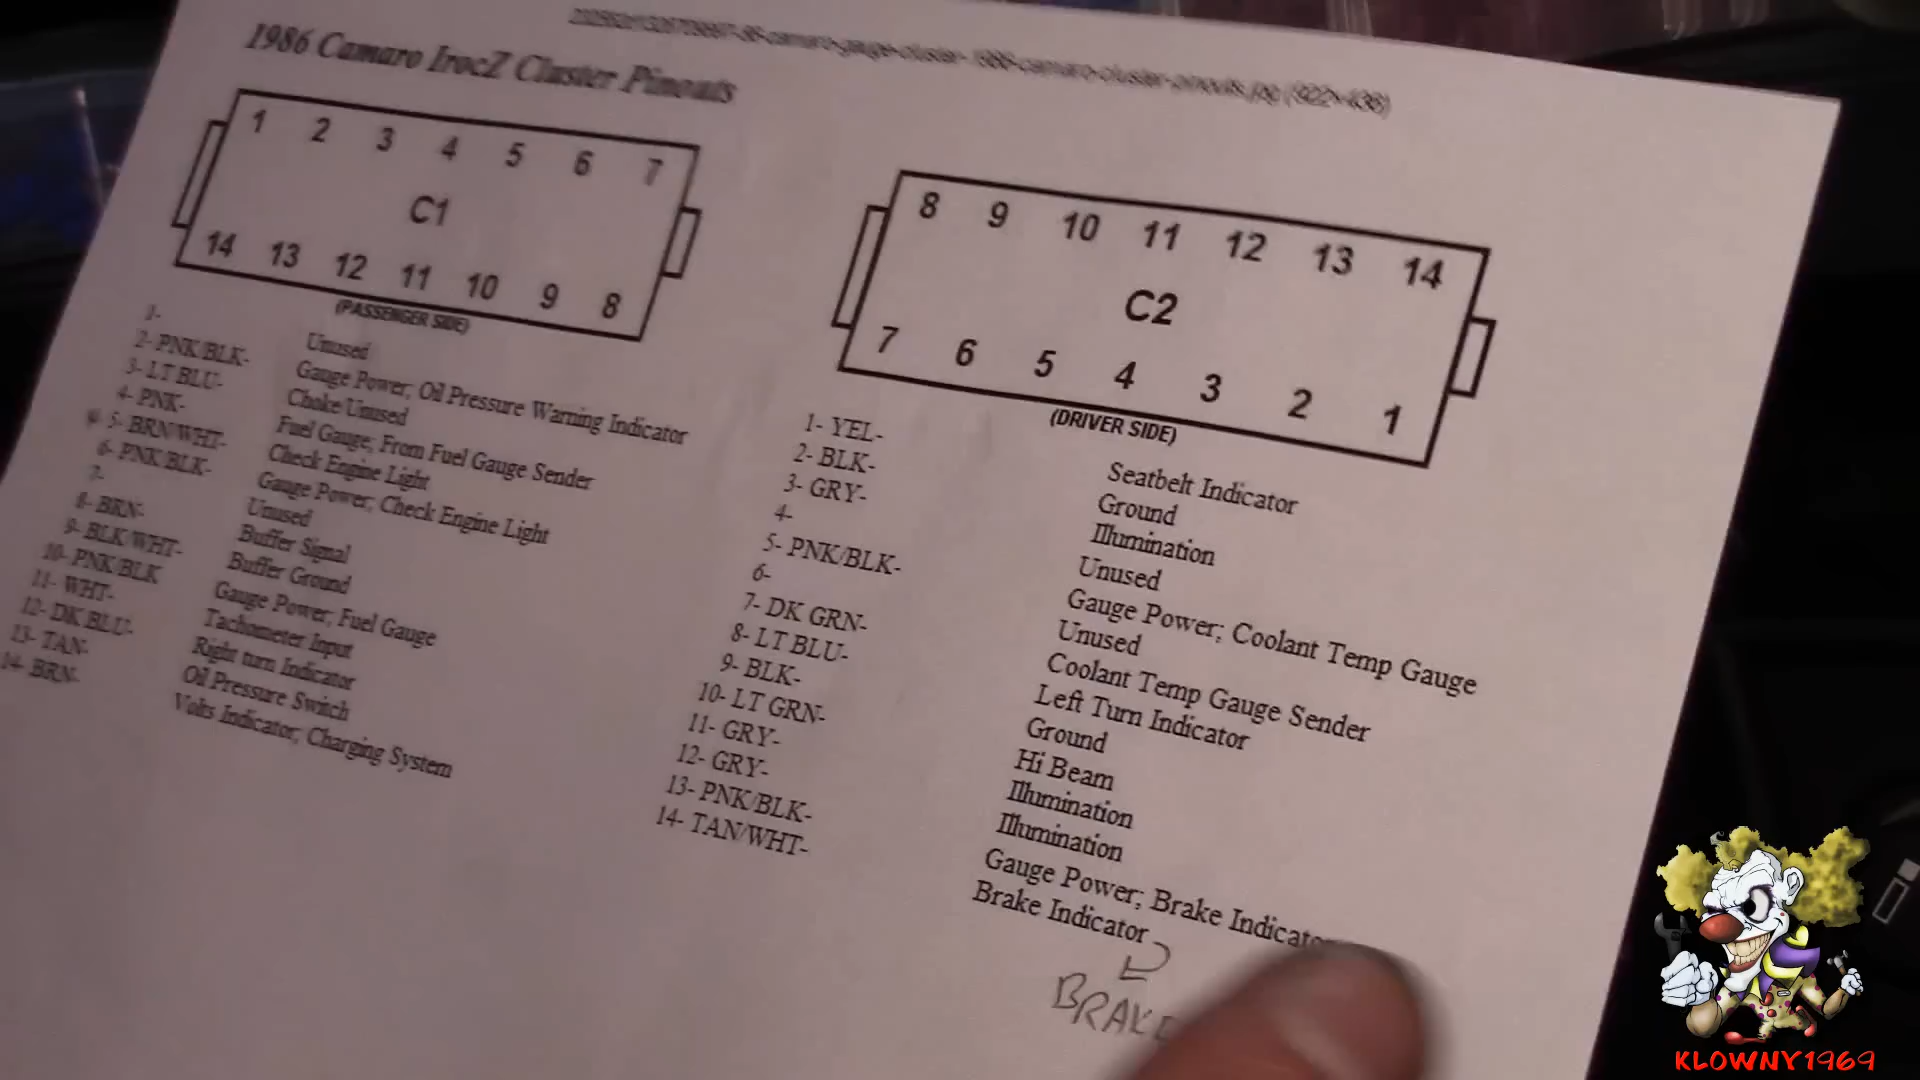 1986 Camaro IrocZ Cluster Pinouts
1 2 3 4 5 6 7
C1
14 13 12 11 10 9 8
(PASSENGER SIDE)
1- Unused
2- PNK/BLK- Gauge Power; Oil Pressure Warning Indicator
3- LT BLU- Choke/Unused
4- PNK- Fuel Gauge; From Fuel Gauge Sender
5- BRN/WHT- Check Engine Light
6- PNK/BLK- Gauge Power; Check Engine Light
7- Unused
8- BRN- Buffer Signal
9- BLK/WHT- Buffer Ground
10- PNK/BLK Gauge Power; Fuel Gauge
11- WHT- Tachometer Input
12- DK BLU- Right turn Indicator
13- TAN- Oil Pressure Switch
14- BRN- Volts Indicator; Charging System
8 9 10 11 12 13 14
C2
7 6 5 4 3 2 1
(DRIVER SIDE)
1- YEL- Seatbelt Indicator
2- BLK- Ground
3- GRY- Illumination
4- Unused
5- PNK/BLK- Gauge Power; Coolant Temp Gauge
6- Unused
7- DK GRN- Coolant Temp Gauge Sender
8- LT BLU- Left Turn Indicator
9- BLK- Ground
10- LT GRN- Hi Beam
11- GRY- Illumination
12- GRY- Illumination
13- PNK/BLK- Gauge Power; Brake Indicator
14- TAN/WHT- Brake Indicator
BRAKE
KLOWNY1969